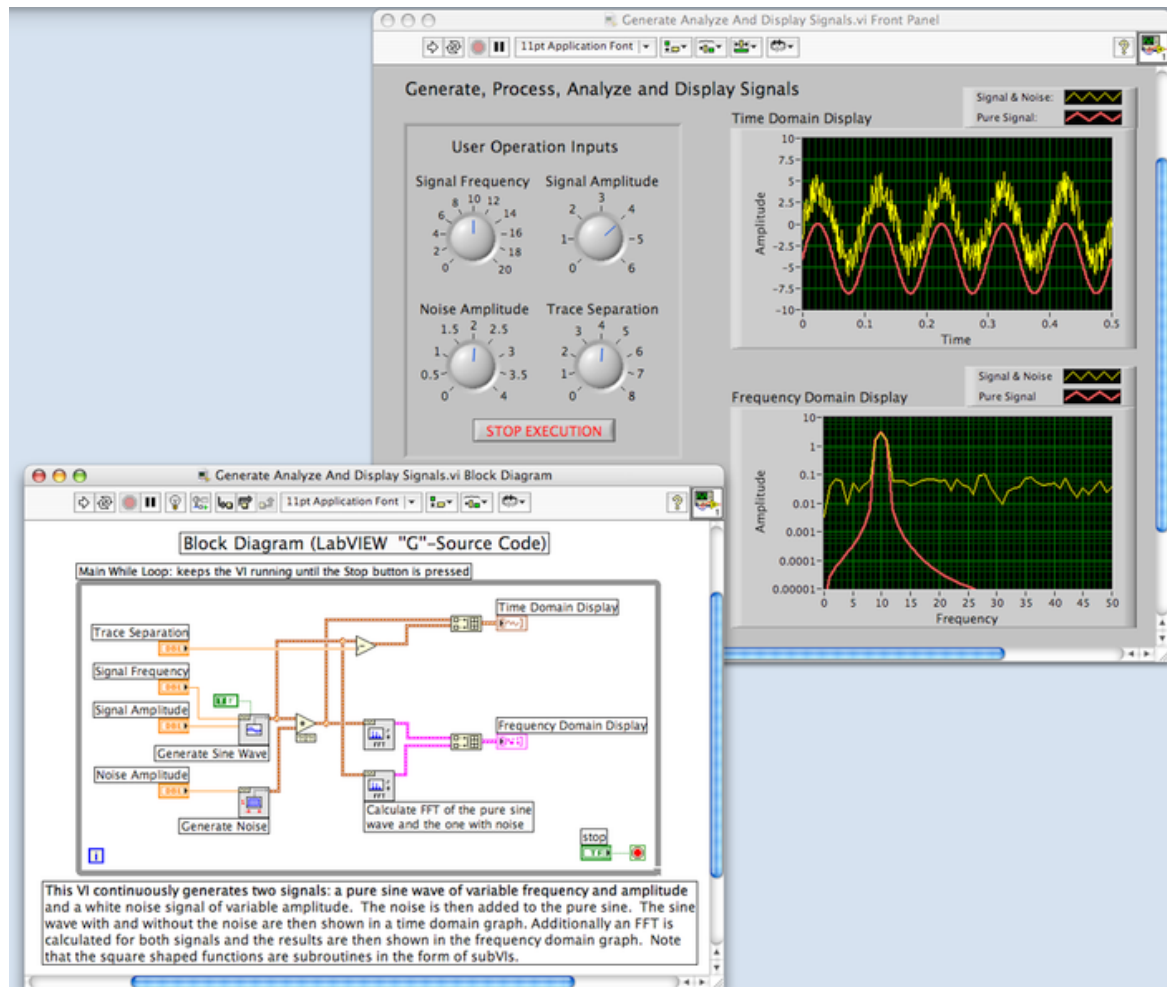 Generate Analyze And Display Signals.vi Front Panel
11pt Application Font
1
Generate, Process, Analyze and Display Signals
User Operation Inputs
Signal Frequency
0 2 4 6 8 10 12 14 16 18 20
Signal Amplitude
0 1 2 3 4 5 6
Noise Amplitude
0 0.5 1 1.5 2 2.5 3 3.5 4
Trace Separation
0 1 2 3 4 5 6 7 8
STOP EXECUTION
Signal & Noise:
Pure Signal:
Time Domain Display
Amplitude
10
7.5
5
2.5
0
-2.5
-5
-7.5
-10
0 0.1 0.2 0.3 0.4 0.5
Time
Signal & Noise
Pure Signal
Frequency Domain Display
Amplitude
10
1
0.1
0.01
0.001
0.0001
0.00001
0 5 10 15 20 25 30 35 40 45 50
Frequency
Generate Analyze And Display Signals.vi Block Diagram
11pt Application Font
1
Block Diagram (LabVIEW "G"-Source Code)
Main While Loop: keeps the VI running until the Stop button is pressed
Trace Separation
Signal Frequency
Signal Amplitude
Noise Amplitude
Generate Sine Wave
Generate Noise
Time Domain Display
Frequency Domain Display
FFT
FFT
Calculate FFT of the pure sine
wave and the one with noise
stop
TF
i
This VI continuously generates two signals: a pure sine wave of variable frequency and amplitude
and a white noise signal of variable amplitude. The noise is then added to the pure sine. The sine
wave with and without the noise are then shown in a time domain graph. Additionally an FFT is
calculated for both signals and the results are then shown in the frequency domain graph. Note
that the square shaped functions are subroutines in the form of subVIs.